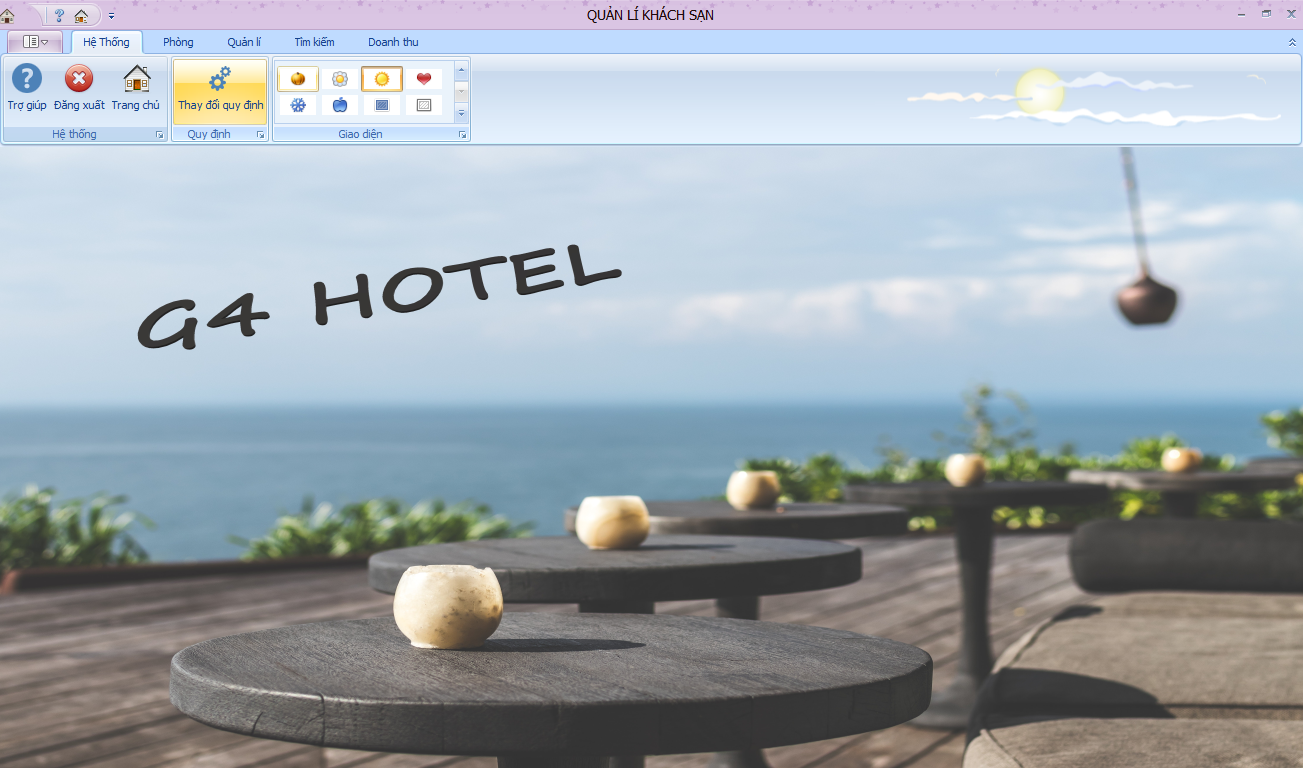 QUẢN LÍ KHÁCH SẠN
Hệ Thống Phòng Quản lí Tìm kiếm Doanh thu
Trợ giúp Đăng xuất Trang chủ Thay đổi quy định
Hệ thống Quy định Giao diện
G4 HOTEL